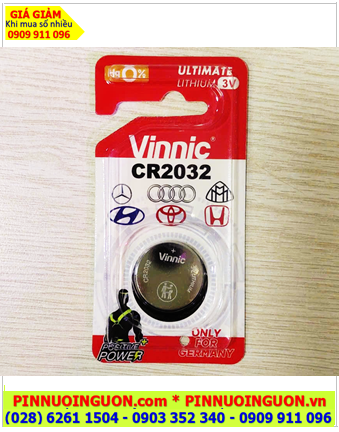 GIÁ GIẢM
Khi mua số nhiều
0909 911 096
Hg 0%
ULTIMATE
LITHIUM 3V
Vinnic
CR2032
Vinnic
CR2032
ONLY
FOR
GERMANY
POSITIVE
POWER+
PINNUOINGUON.com * PINNUOINGUON.vn
(028) 6261 1504 - 0903 352 340 - 0909 911 096